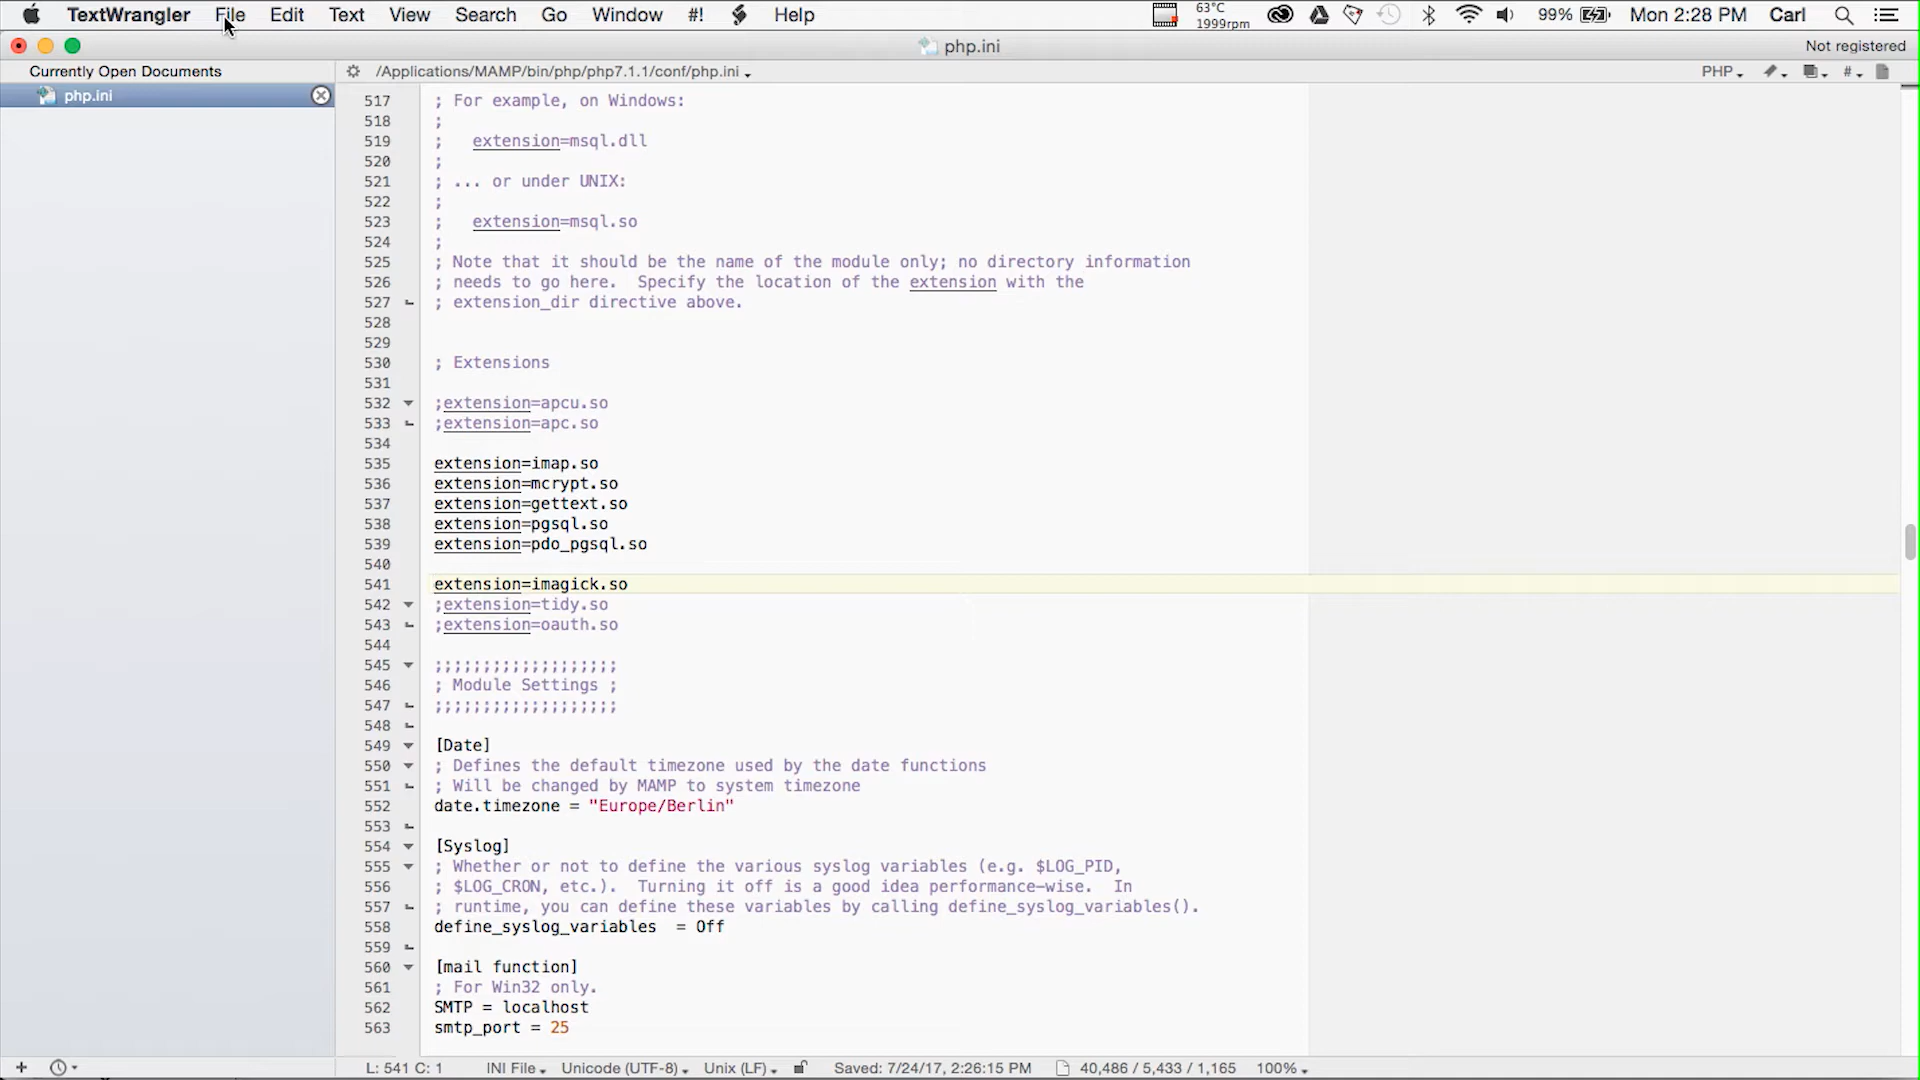 TextWrangler File Edit Text View Search Go Window #! Help 63°C 1999rpm 99% Mon 2:28 PM Carl
php.ini Not registered
Currently Open Documents /Applications/MAMP/bin/php/php7.1.1/conf/php.ini PHP #
php.ini
517 ; For example, on Windows:
518 ;
519 ; extension=msql.dll
520 ;
521 ; ... or under UNIX:
522 ;
523 ; extension=msql.so
524 ;
525 ; Note that it should be the name of the module only; no directory information
526 ; needs to go here. Specify the location of the extension with the
527 ; extension_dir directive above.
528
529
530 ; Extensions
531
532 ;extension=apcu.so
533 ;extension=apc.so
534
535 extension=imap.so
536 extension=mcrypt.so
537 extension=gettext.so
538 extension=pgsql.so
539 extension=pdo_pgsql.so
540
541 extension=imagick.so
542 ;extension=tidy.so
543 ;extension=oauth.so
544
545 ;;;;;;;;;;;;;;;;;;;
546 ; Module Settings ;
547 ;;;;;;;;;;;;;;;;;;;
548
549 [Date]
550 ; Defines the default timezone used by the date functions
551 ; Will be changed by MAMP to system timezone
552 date.timezone = "Europe/Berlin"
553
554 [Syslog]
555 ; Whether or not to define the various syslog variables (e.g. $LOG_PID,
556 ; $LOG_CRON, etc.). Turning it off is a good idea performance-wise. In
557 ; runtime, you can define these variables by calling define_syslog_variables().
558 define_syslog_variables = Off
559
560 [mail function]
561 ; For Win32 only.
562 SMTP = localhost
563 smtp_port = 25
L: 541 C: 1 INI File Unicode (UTF-8) Unix (LF) Saved: 7/24/17, 2:26:15 PM 40,486 / 5,433 / 1,165 100%